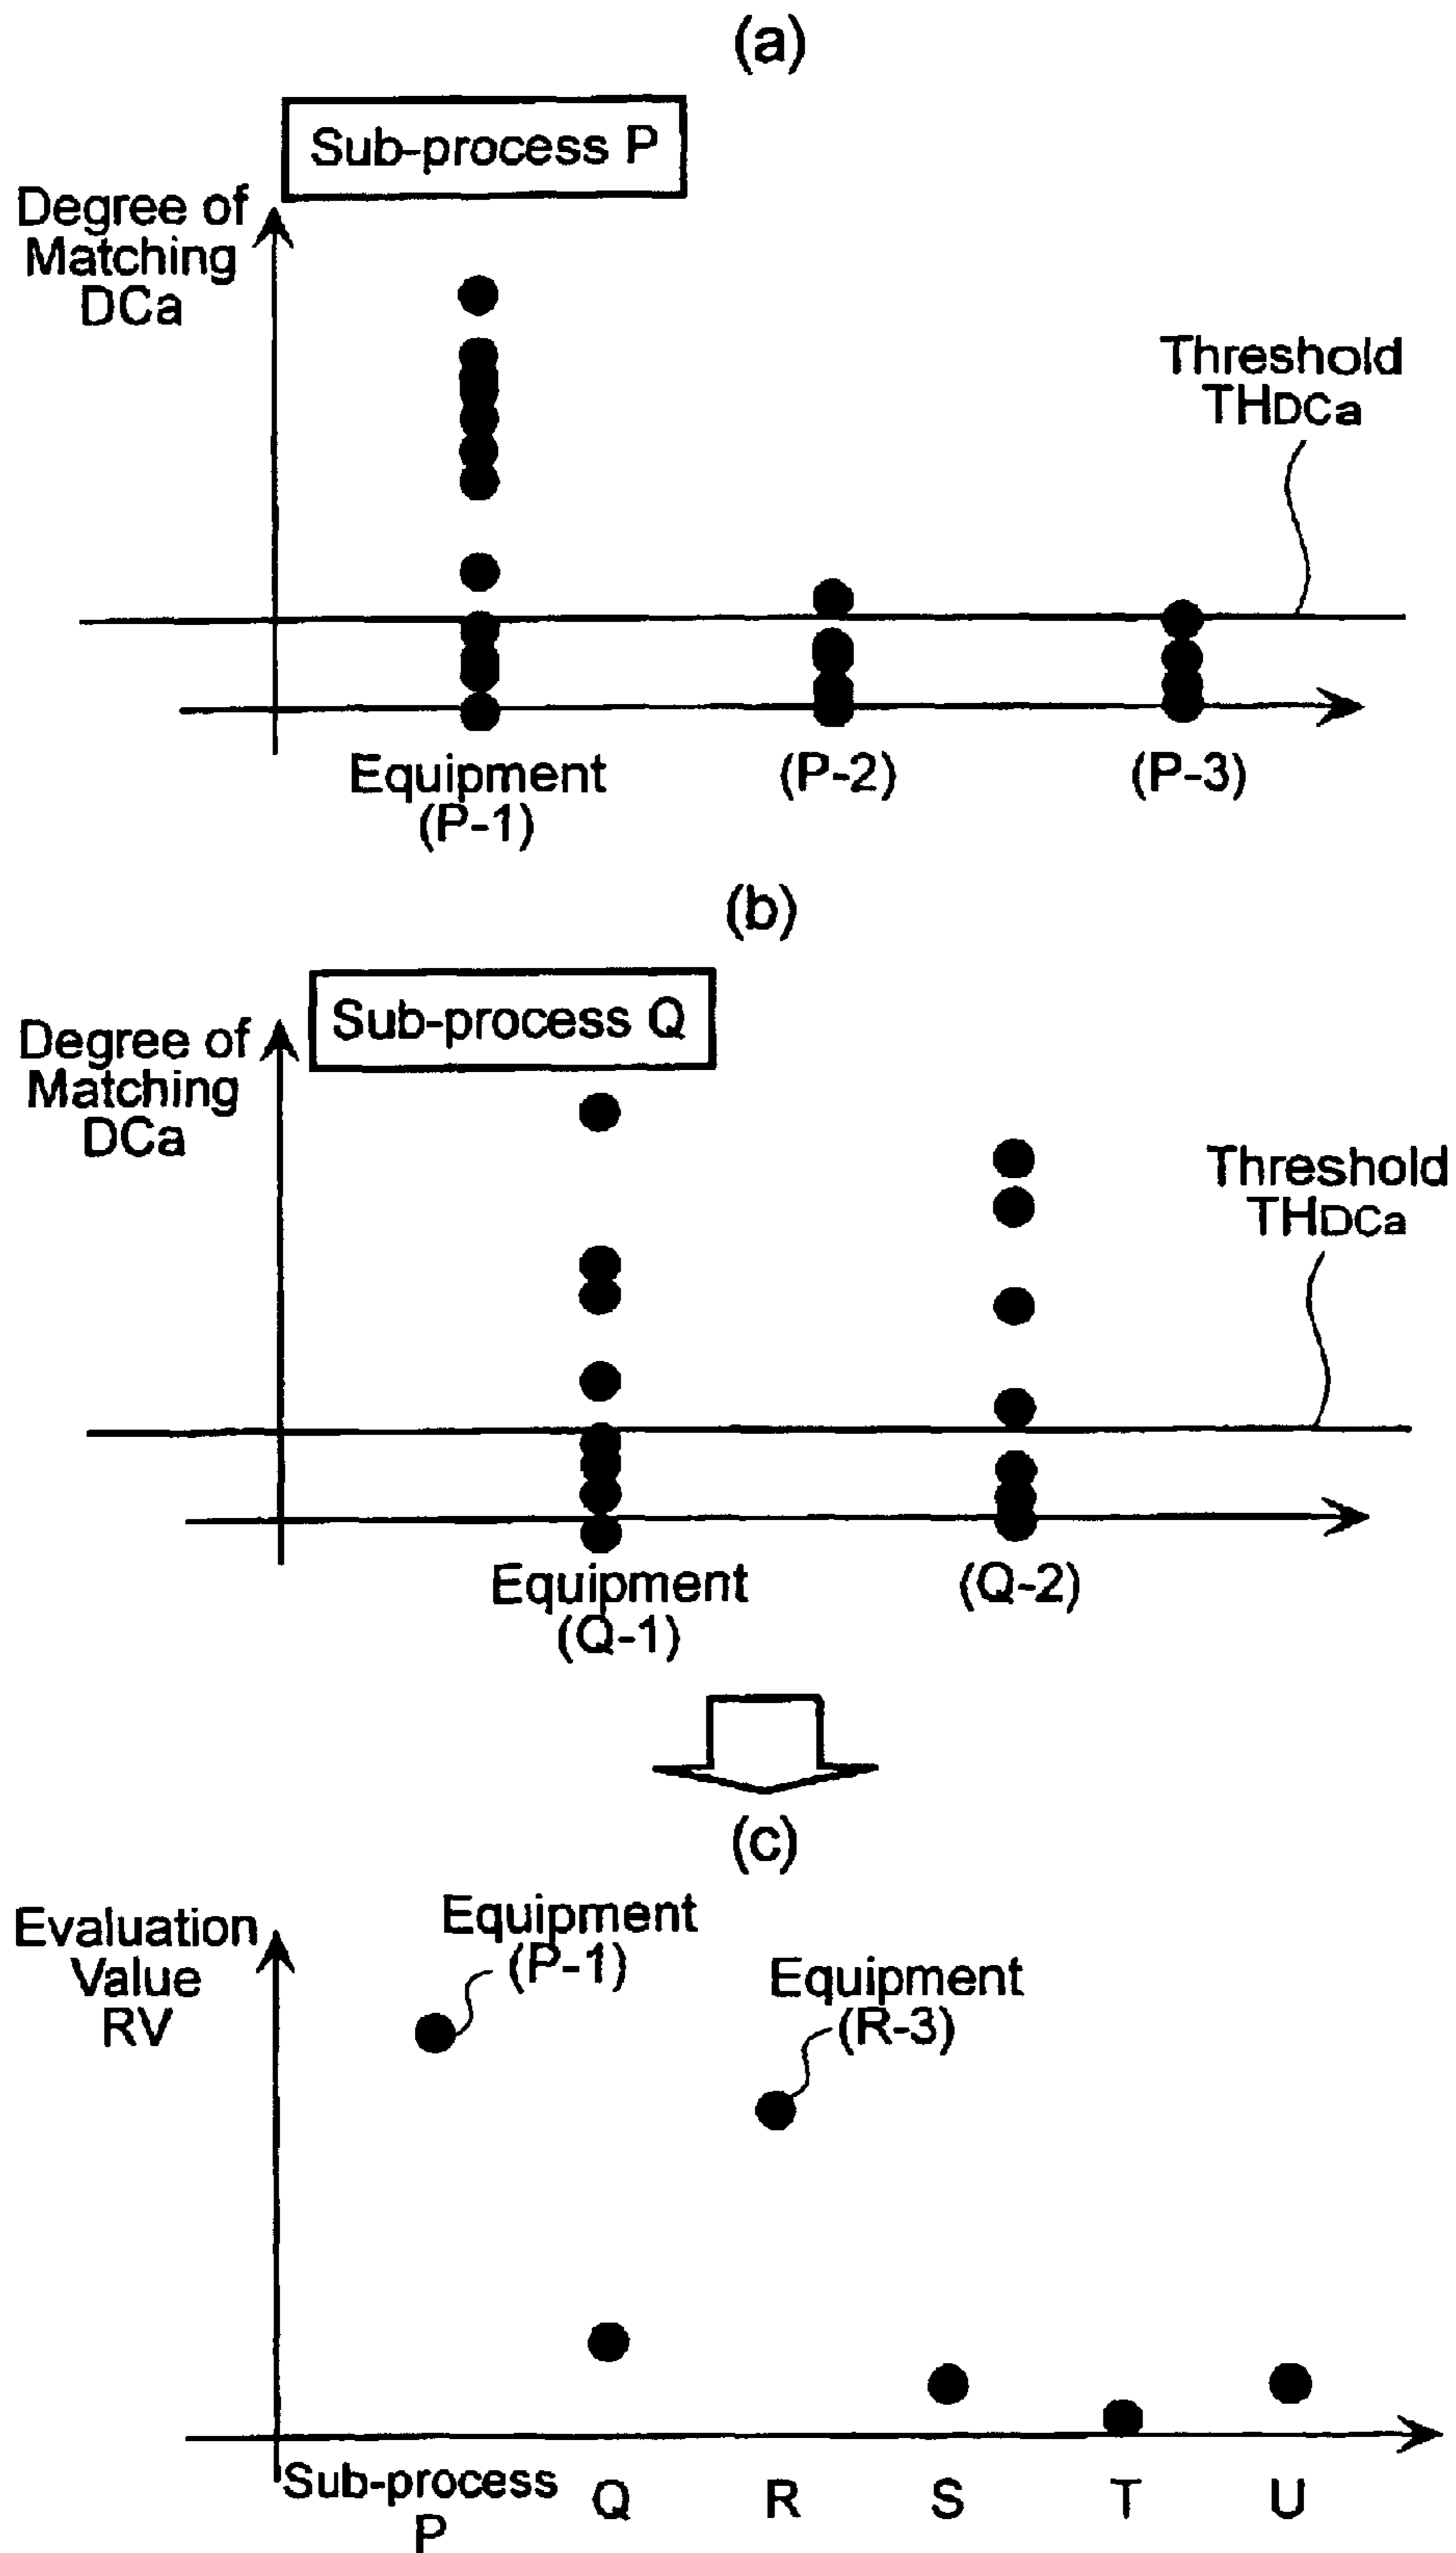 (a)
Sub-process P
Degree of
Matching
DCa
Threshold
THDCa
Equipment
(P-1)
(P-2)
(P-3)
(b)
Sub-process Q
Degree of
Matching
DCa
Threshold
THDCa
Equipment
(Q-1)
(Q-2)
(c)
Evaluation
Value
RV
Equipment
(P-1)
Equipment
(R-3)
Sub-process
P
Q
R
S
T
U